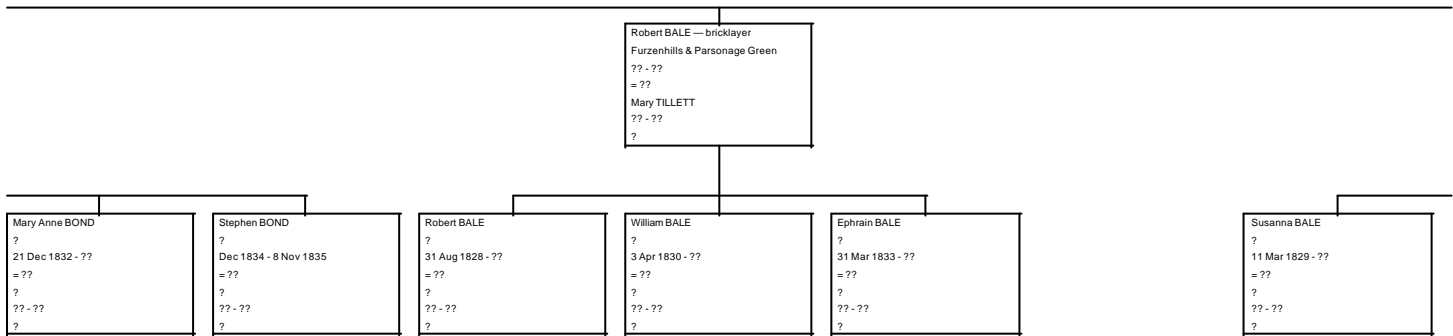 Robert BALE — bricklayer
Furzenhills & Parsonage Green
?? - ??
= ??
Mary TILLETT
?? - ??
?
Mary Anne BOND
?
21 Dec 1832 - ??
= ??
?
?? - ??
?
Stephen BOND
?
Dec 1834 - 8 Nov 1835
= ??
?
?? - ??
?
Robert BALE
?
31 Aug 1828 - ??
= ??
?
?? - ??
?
William BALE
?
3 Apr 1830 - ??
= ??
?
?? - ??
?
Ephrain BALE
?
31 Mar 1833 - ??
= ??
?
?? - ??
?
Susanna BALE
?
11 Mar 1829 - ??
= ??
?
?? - ??
?